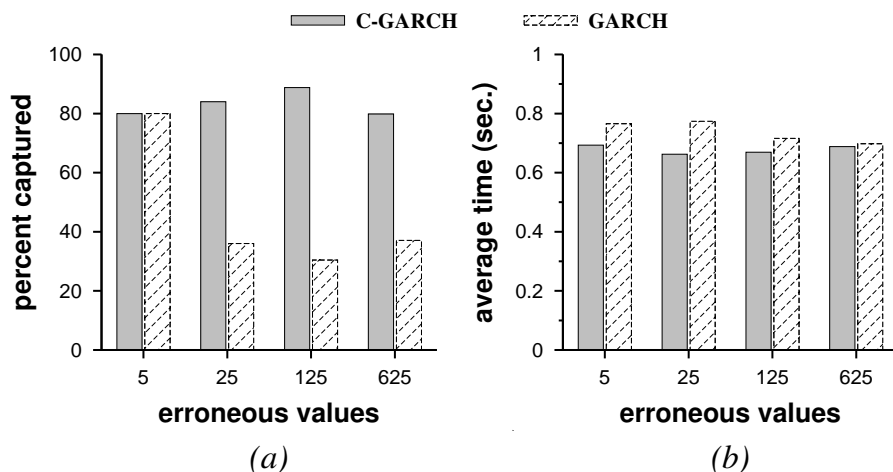 C-GARCH GARCH
percent captured
100
80
60
40
20
0
5 25 125 625
erroneous values
(a)
average time (sec.)
1
0.8
0.6
0.4
0.2
0
5 25 125 625
erroneous values
(b)